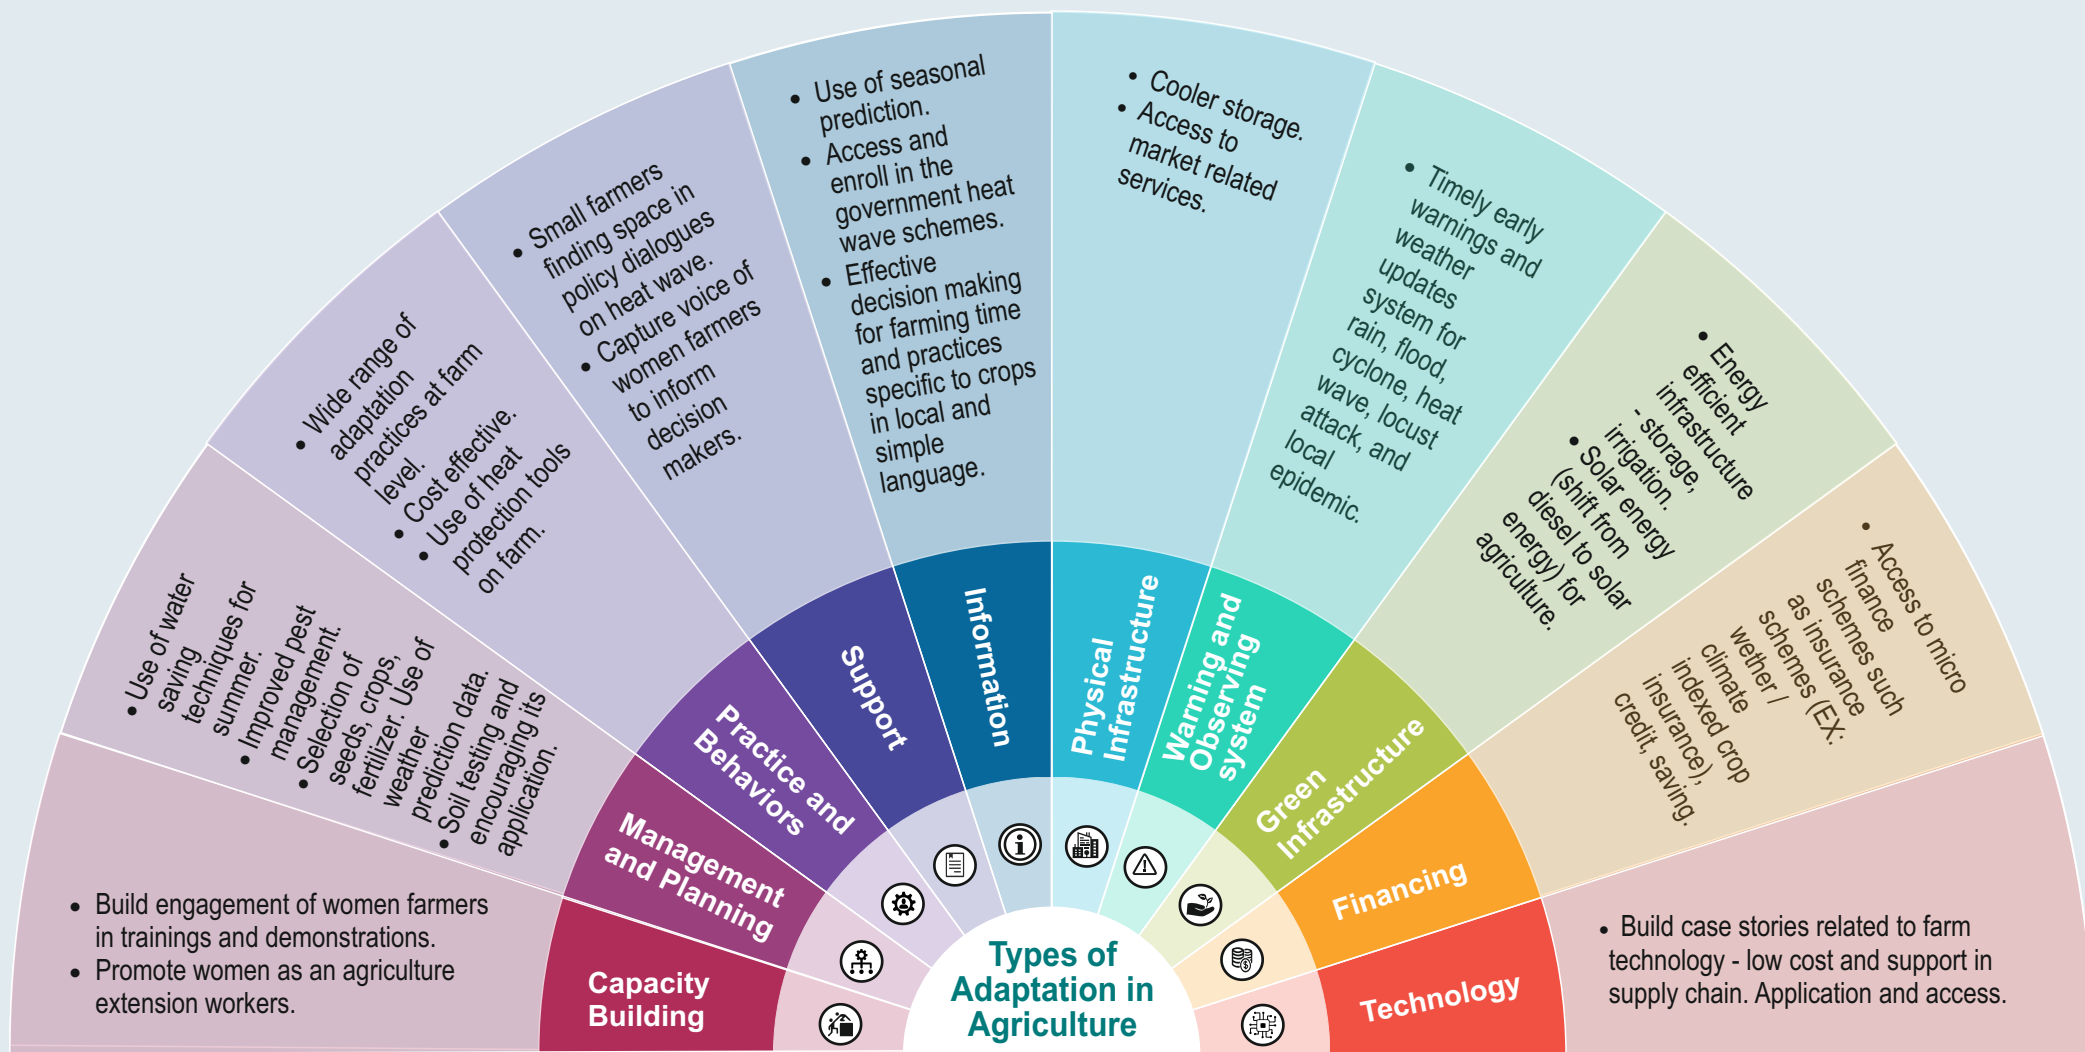 • Build engagement of women farmers
in trainings and demonstrations.
• Promote women as an agriculture
extension workers.
Capacity
Building
• Use of water
saving
techniques for
summer.
• Improved pest
management.
• Selection of
seeds, crops,
fertilizer. Use of
weather
prediction data.
• Soil testing and
encouraging its
application.
Management
and Planning
• Wide range of
adaptation
practices at farm
level.
• Cost effective.
• Use of heat
protection tools
on farm.
Practice and
Behaviors
• Small farmers
finding space in
policy dialogues
on heat wave.
• Capture voice of
women farmers
to inform
decision
makers.
Support
• Use of seasonal
prediction.
• Access and
enroll in the
government heat
wave schemes.
• Effective
decision making
for farming time
and practices
specific to crops
in local and
simple
language.
Information
• Cooler storage.
• Access to
market related
services.
Physical
Infrastructure
• Timely early
warnings and
weather
updates
system for
rain, flood,
cyclone, heat
wave, locust
attack, and
local
epidemic.
Warning and
Observing
system
• Energy
efficient
infrastructure
- storage,
irrigation.
• Solar energy
(shift from
diesel to solar
energy) for
agriculture.
Green
Infrastructure
• Access to micro
finance
schemes such
as insurance
schemes (EX:
wether /
climate
indexed crop
insurance),
credit, saving.
Financing
• Build case stories related to farm
technology - low cost and support in
supply chain. Application and access.
Technology
Types of
Adaptation in
Agriculture